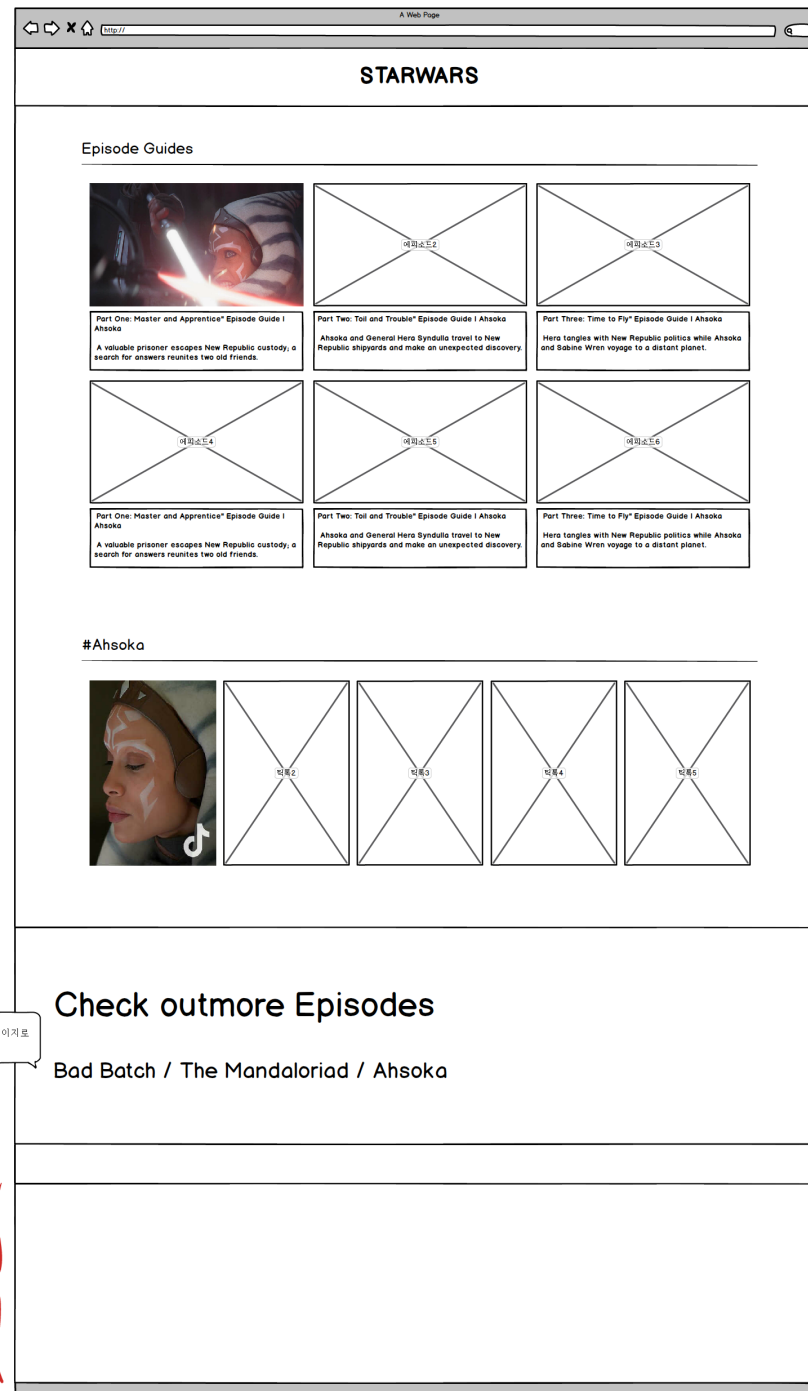 A Web Page
http://
STARWARS
Episode Guides
에피소드2
에피소드3
Part One: Master and Apprentice" Episode Guide |
Ahsoka
A valuable prisoner escapes New Republic custody; a
search for answers reunites two old friends.
Part Two: Toil and Trouble" Episode Guide | Ahsoka
Ahsoka and General Hera Syndulla travel to New
Republic shipyards and make an unexpected discovery.
Part Three: Time to Fly" Episode Guide | Ahsoka
Hera tangles with New Republic politics while Ahsoka
and Sabine Wren voyage to a distant planet.
에피소드4
에피소드5
에피소드6
Part One: Master and Apprentice" Episode Guide |
Ahsoka
A valuable prisoner escapes New Republic custody; a
search for answers reunites two old friends.
Part Two: Toil and Trouble" Episode Guide | Ahsoka
Ahsoka and General Hera Syndulla travel to New
Republic shipyards and make an unexpected discovery.
Part Three: Time to Fly" Episode Guide | Ahsoka
Hera tangles with New Republic politics while Ahsoka
and Sabine Wren voyage to a distant planet.
#Ahsoka
틱톡2
틱톡3
틱톡4
틱톡5
Check outmore Episodes
이지로
Bad Batch / The Mandaloriad / Ahsoka